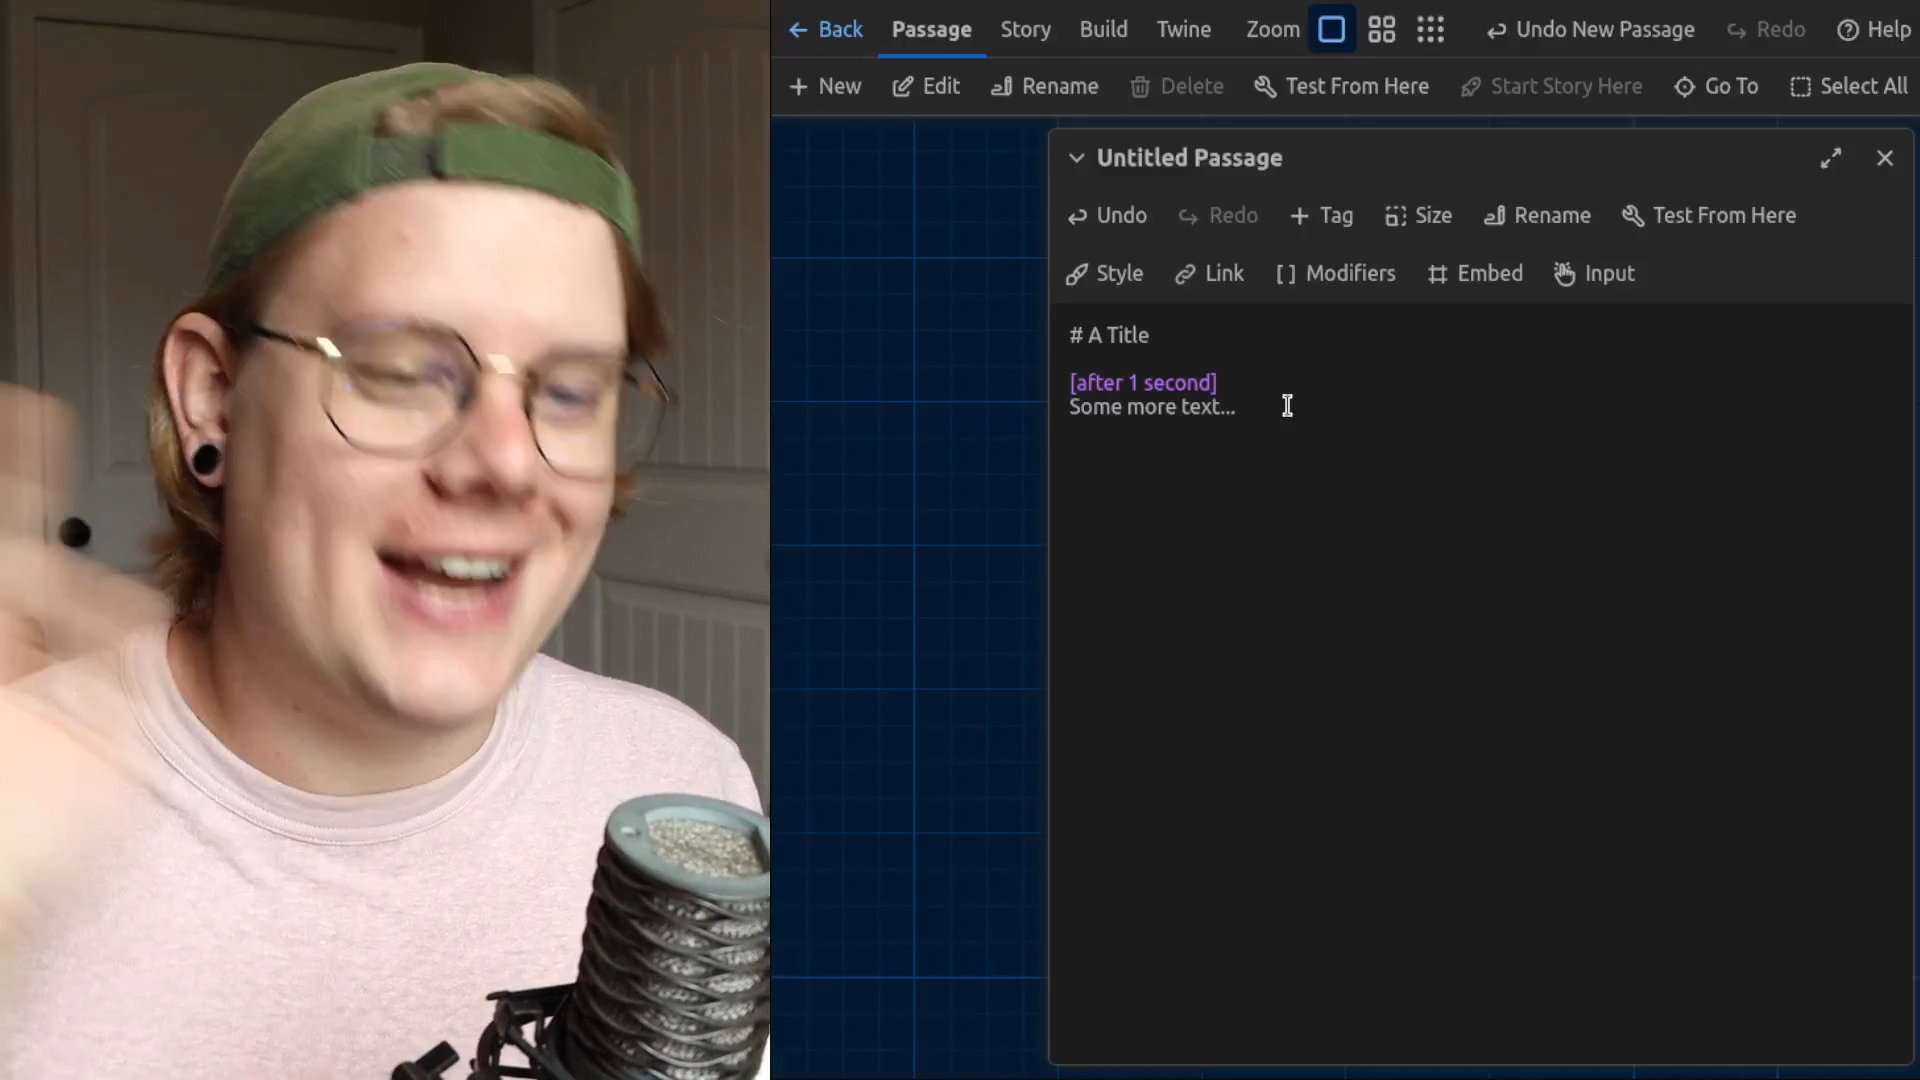 Back Passage Story Build Twine Zoom Undo New Passage Redo Help
New Edit Rename Delete Test From Here Start Story Here Go To Select All
Untitled Passage
Undo Redo Tag Size Rename Test From Here
Style Link [ ] Modifiers Embed Input
# A Title
[after 1 second]
Some more text...